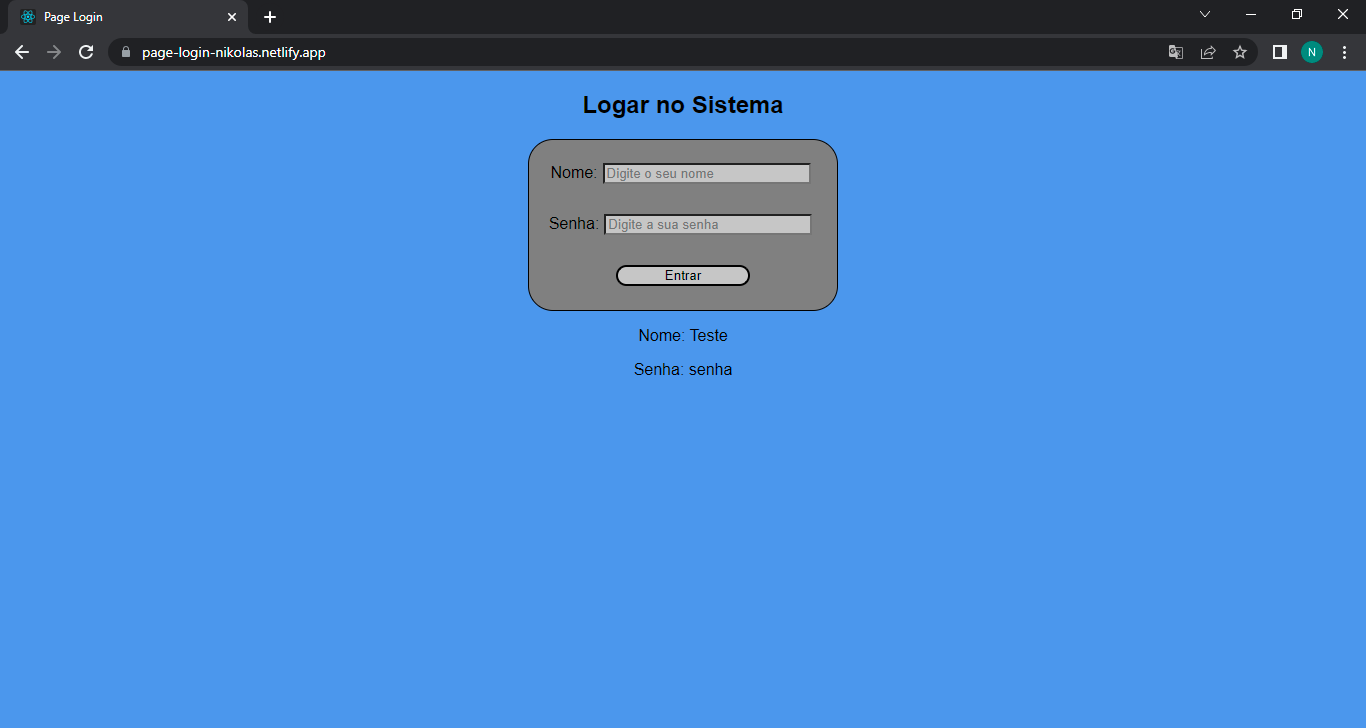 Page Login
page-login-nikolas.netlify.app
N
Logar no Sistema
Nome: Digite o seu nome
Senha: Digite a sua senha
Entrar
Nome: Teste
Senha: senha